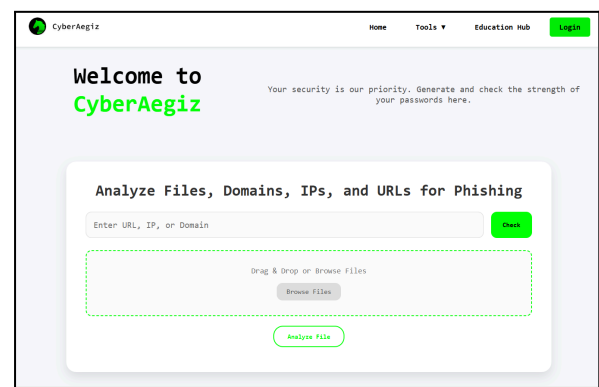 CyberAegiz
Home Tools ▼ Education Hub Login
Welcome to
CyberAegiz
Your security is our priority. Generate and check the strength of
your passwords here.
Analyze Files, Domains, IPs, and URLs for Phishing
Enter URL, IP, or Domain
Check
Drag & Drop or Browse Files
Browse Files
Analyze File